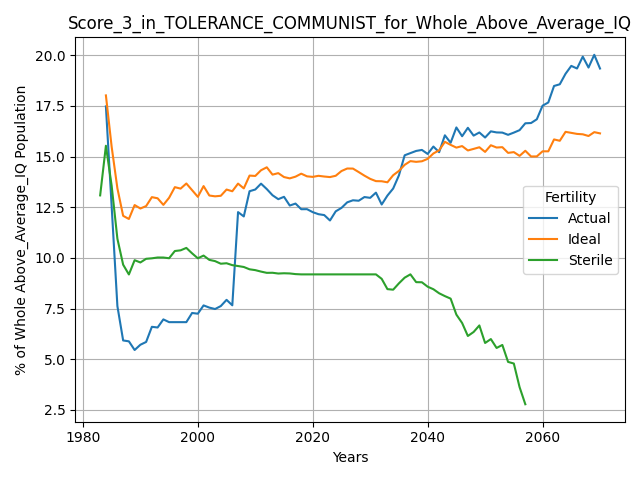 Score_3_in_TOLERANCE_COMMUNIST_for_Whole_Above_Average_IQ
% of Whole Above_Average_IQ Population
20.0
17.5
15.0
12.5
10.0
7.5
5.0
2.5
Fertility
Actual
Ideal
Sterile
1980 2000 2020 2040 2060
Years